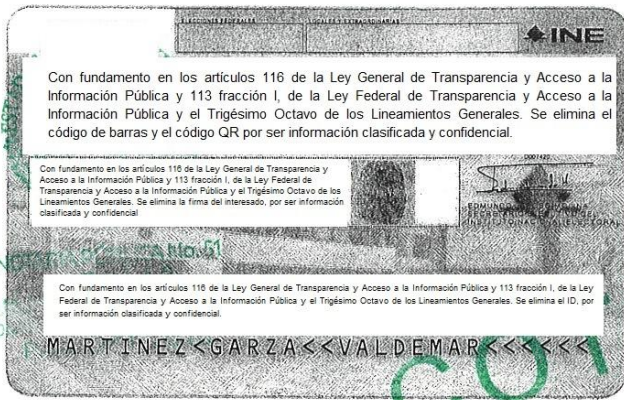 ELECCIONES FEDERALES LOCALES Y EXTRAORDINARIAS
INE
Con fundamento en los artículos 116 de la Ley General de Transparencia y Acceso a la
Información Pública y 113 fracción I, de la Ley Federal de Transparencia y Acceso a la
Información Pública y el Trigésimo Octavo de los Lineamientos Generales. Se elimina el
código de barras y el código QR por ser información clasificada y confidencial.
Con fundamento en los artículos 116 de la Ley General de Transparencia y
Acceso a la Información Pública y 113 fracción I, de la Ley Federal de
Transparencia y Acceso a la Información Pública y el Trigésimo Octavo de los
Lineamientos Generales. Se elimina la firma del interesado, por ser información
clasificada y confidencial
EDMUNDO
SECRETARIO
INSTITUTO NACIONAL ELECTORAL
No. 51
Con fundamento en los artículos 116 de la Ley General de Transparencia y Acceso a la Información Pública y 113 fracción I, de la Ley
Federal de Transparencia y Acceso a la Información Pública y el Trigésimo Octavo de los Lineamientos Generales. Se elimina el ID, por
ser información clasificada y confidencial.
MARTINEZ<GARZA<<VALDEMAR<<<<<<